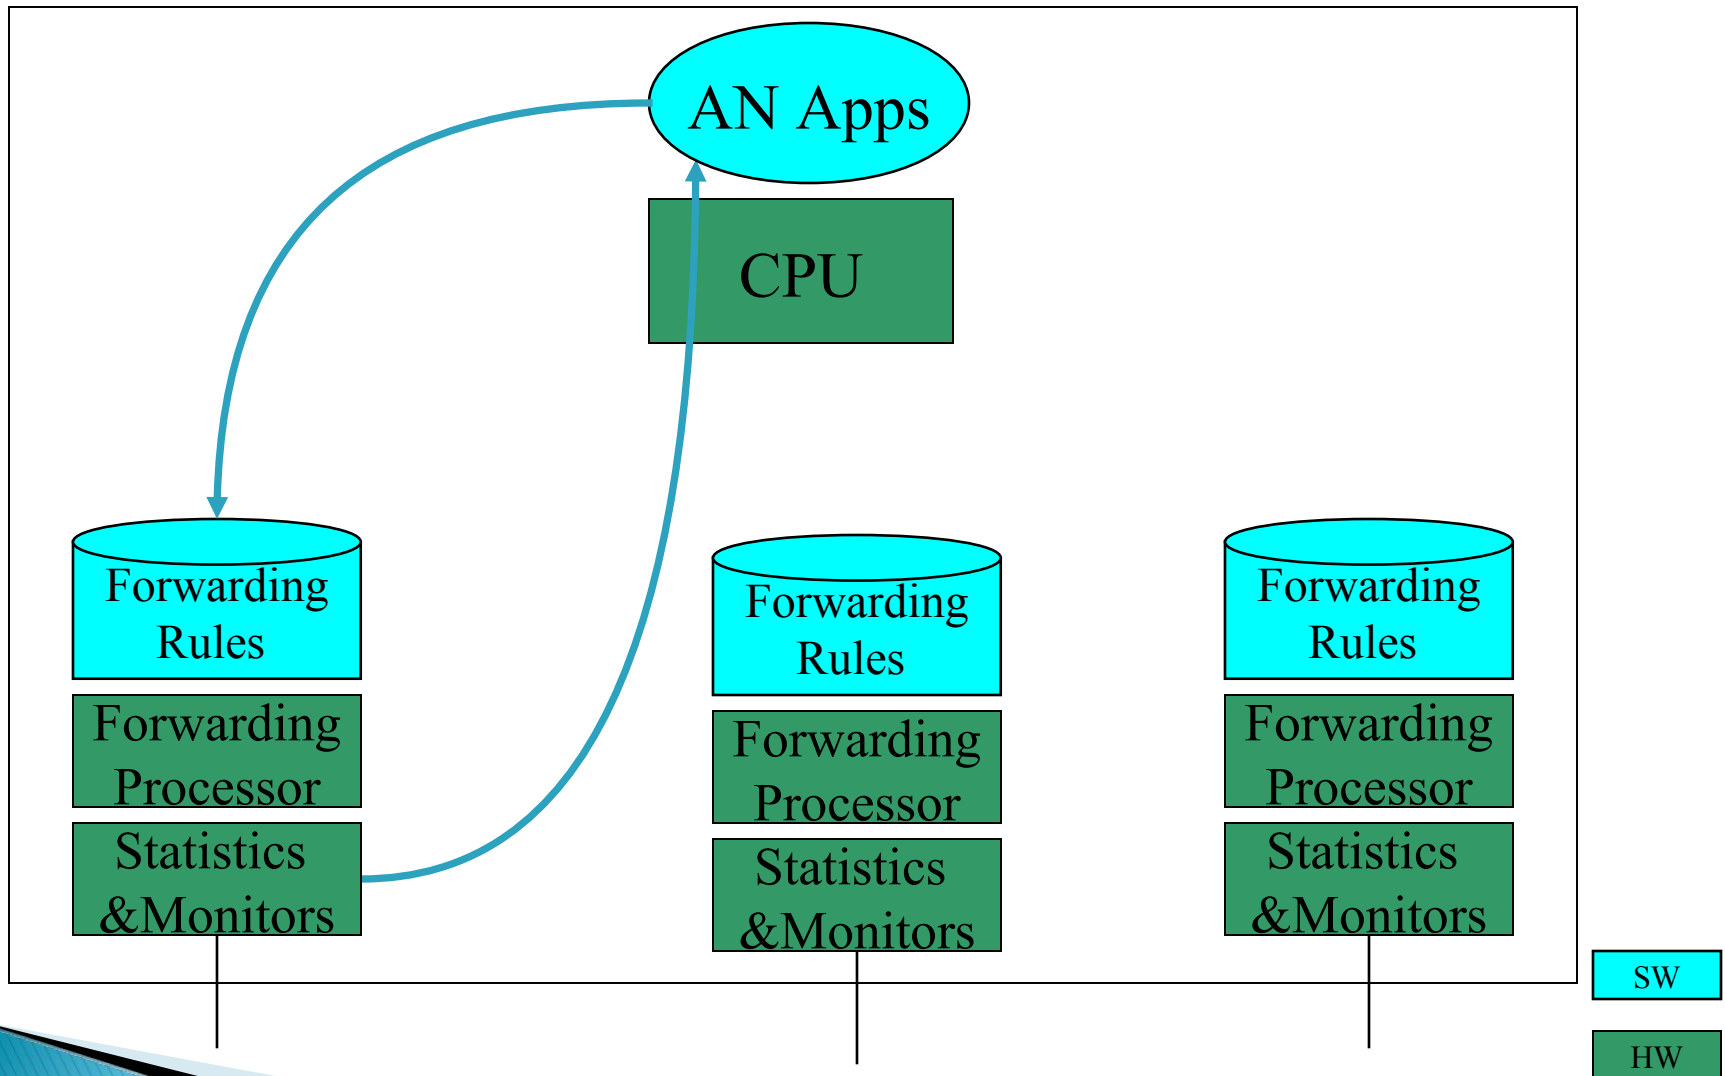 AN Apps
CPU
Forwarding
Rules
Forwarding
Processor
Statistics
&Monitors
Forwarding
Rules
Forwarding
Processor
Statistics
&Monitors
Forwarding
Rules
Forwarding
Processor
Statistics
&Monitors
SW
HW